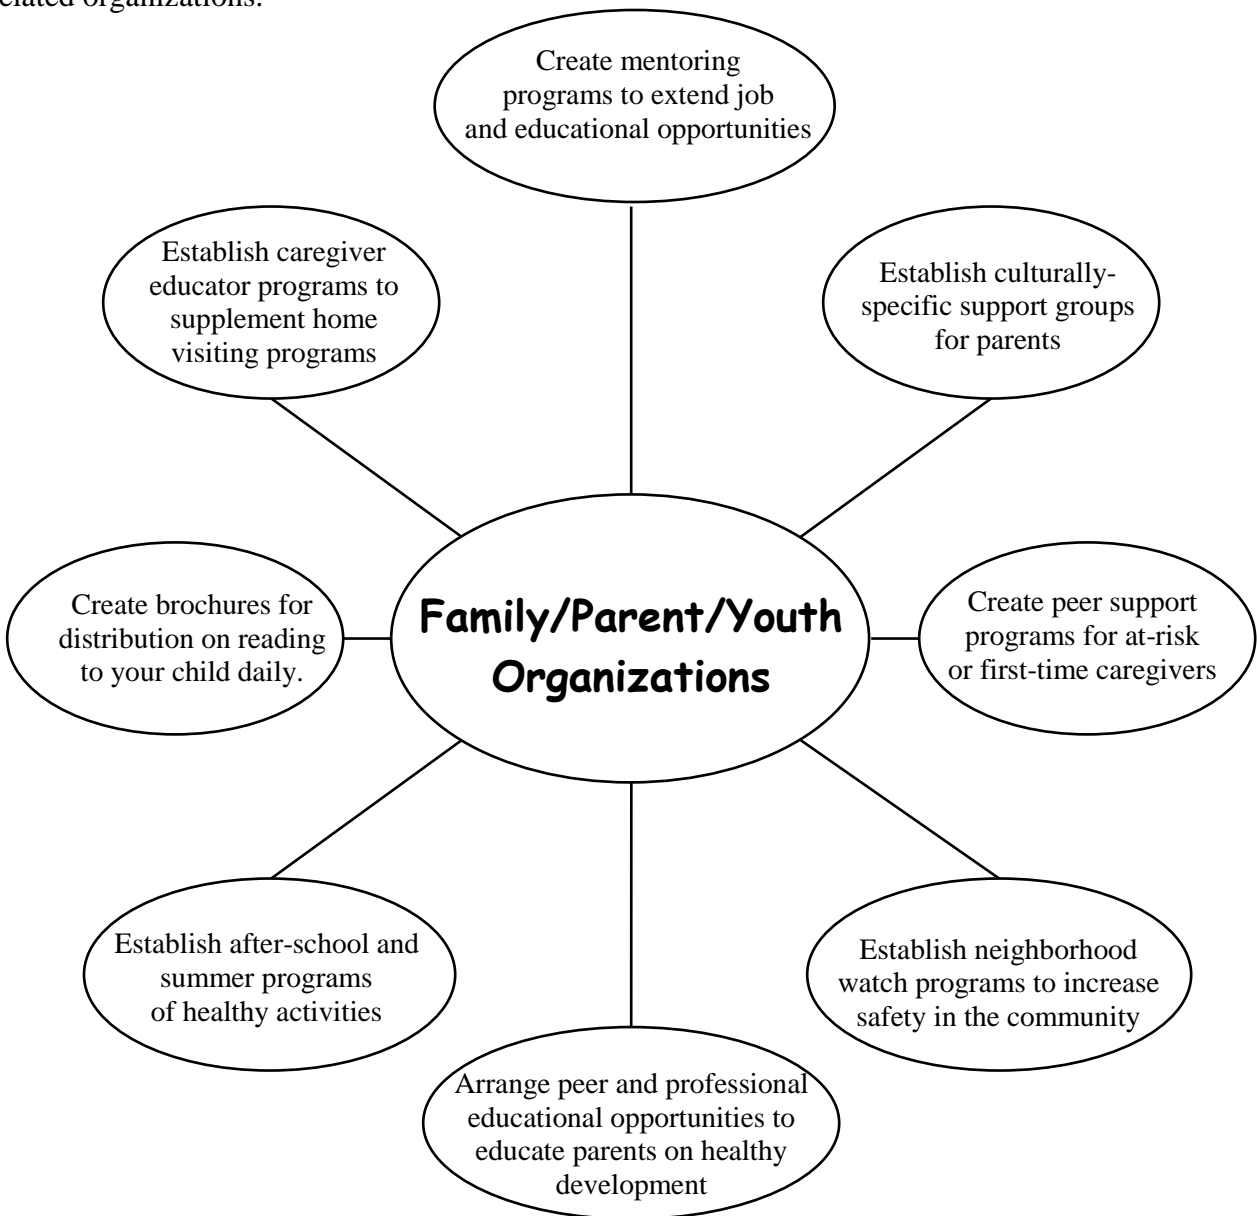 elated organizations.
Create mentoring
programs to extend job
and educational opportunities
Establish caregiver
educator programs to
supplement home
visiting programs
Establish culturally-
specific support groups
for parents
Create brochures for
distribution on reading
to your child daily.
Family/Parent/Youth
Organizations
Create peer support
programs for at-risk
or first-time caregivers
Establish after-school and
summer programs
of healthy activities
Establish neighborhood
watch programs to increase
safety in the community
Arrange peer and professional
educational opportunities to
educate parents on healthy
development